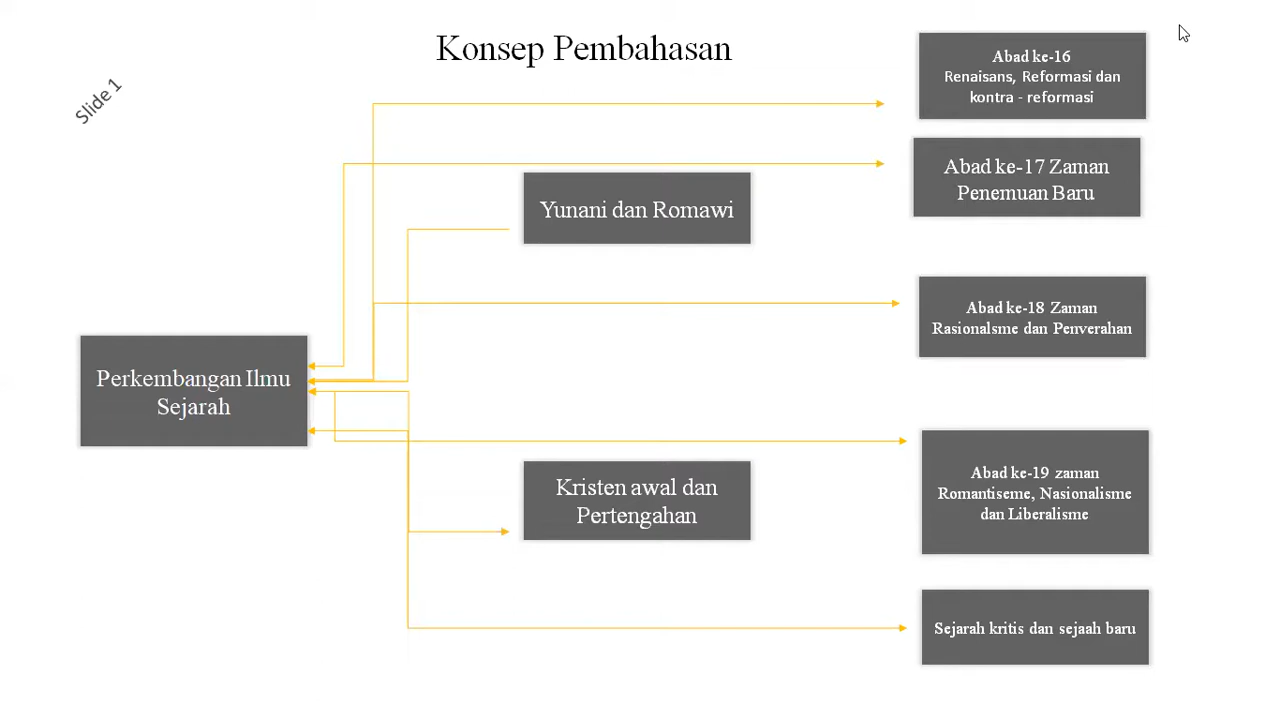 Konsep Pembahasan
Slide 1
Abad ke-16
Renaisans, Reformasi dan
kontra - reformasi
Abad ke-17 Zaman
Penemuan Baru
Yunani dan Romawi
Abad ke-18 Zaman
Rasionalsme dan Penverahan
Perkembangan Ilmu
Sejarah
Kristen awal dan
Pertengahan
Abad ke-19 zaman
Romantiseme, Nasionalisme
dan Liberalisme
Sejarah kritis dan sejaah baru